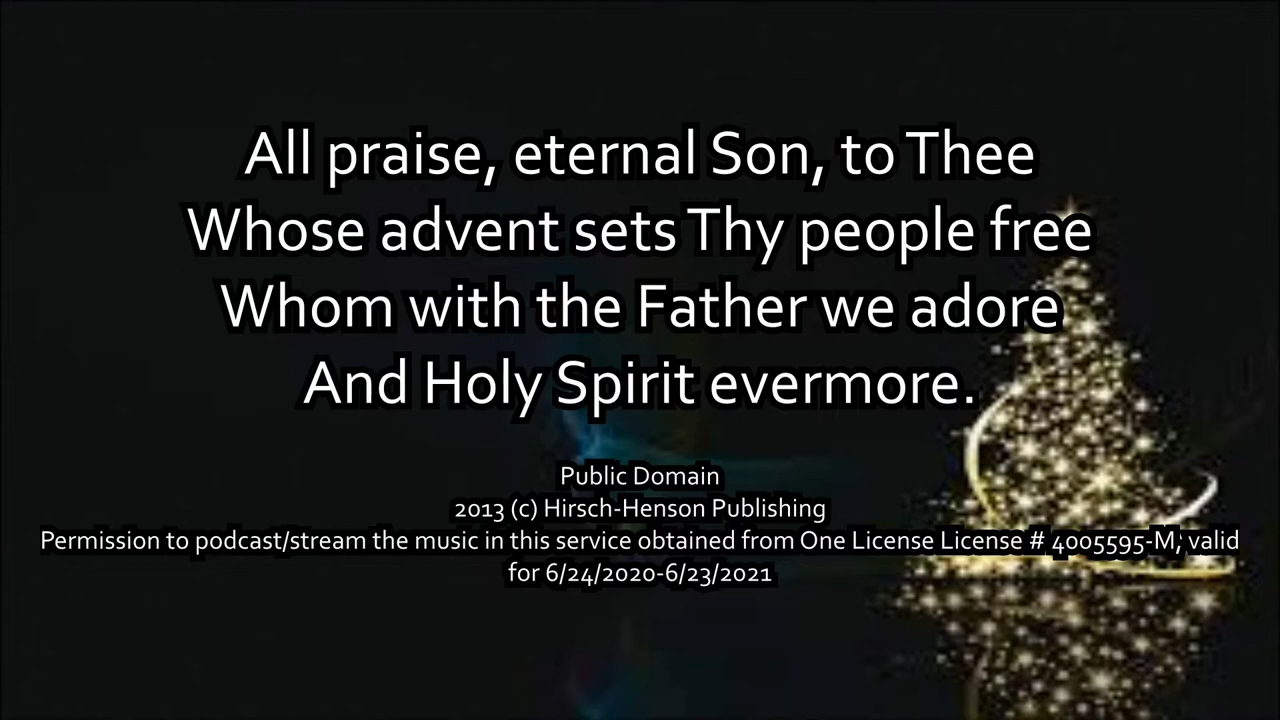 All praise, eternal Son, to Thee
Whose advent sets Thy people free
Whom with the Father we adore
And Holy Spirit evermore.
Public Domain
2013 (c) Hirsch-Henson Publishing
Permission to podcast/stream the music in this service obtained from One License License # 4005595-M, valid
for 6/24/2020-6/23/2021